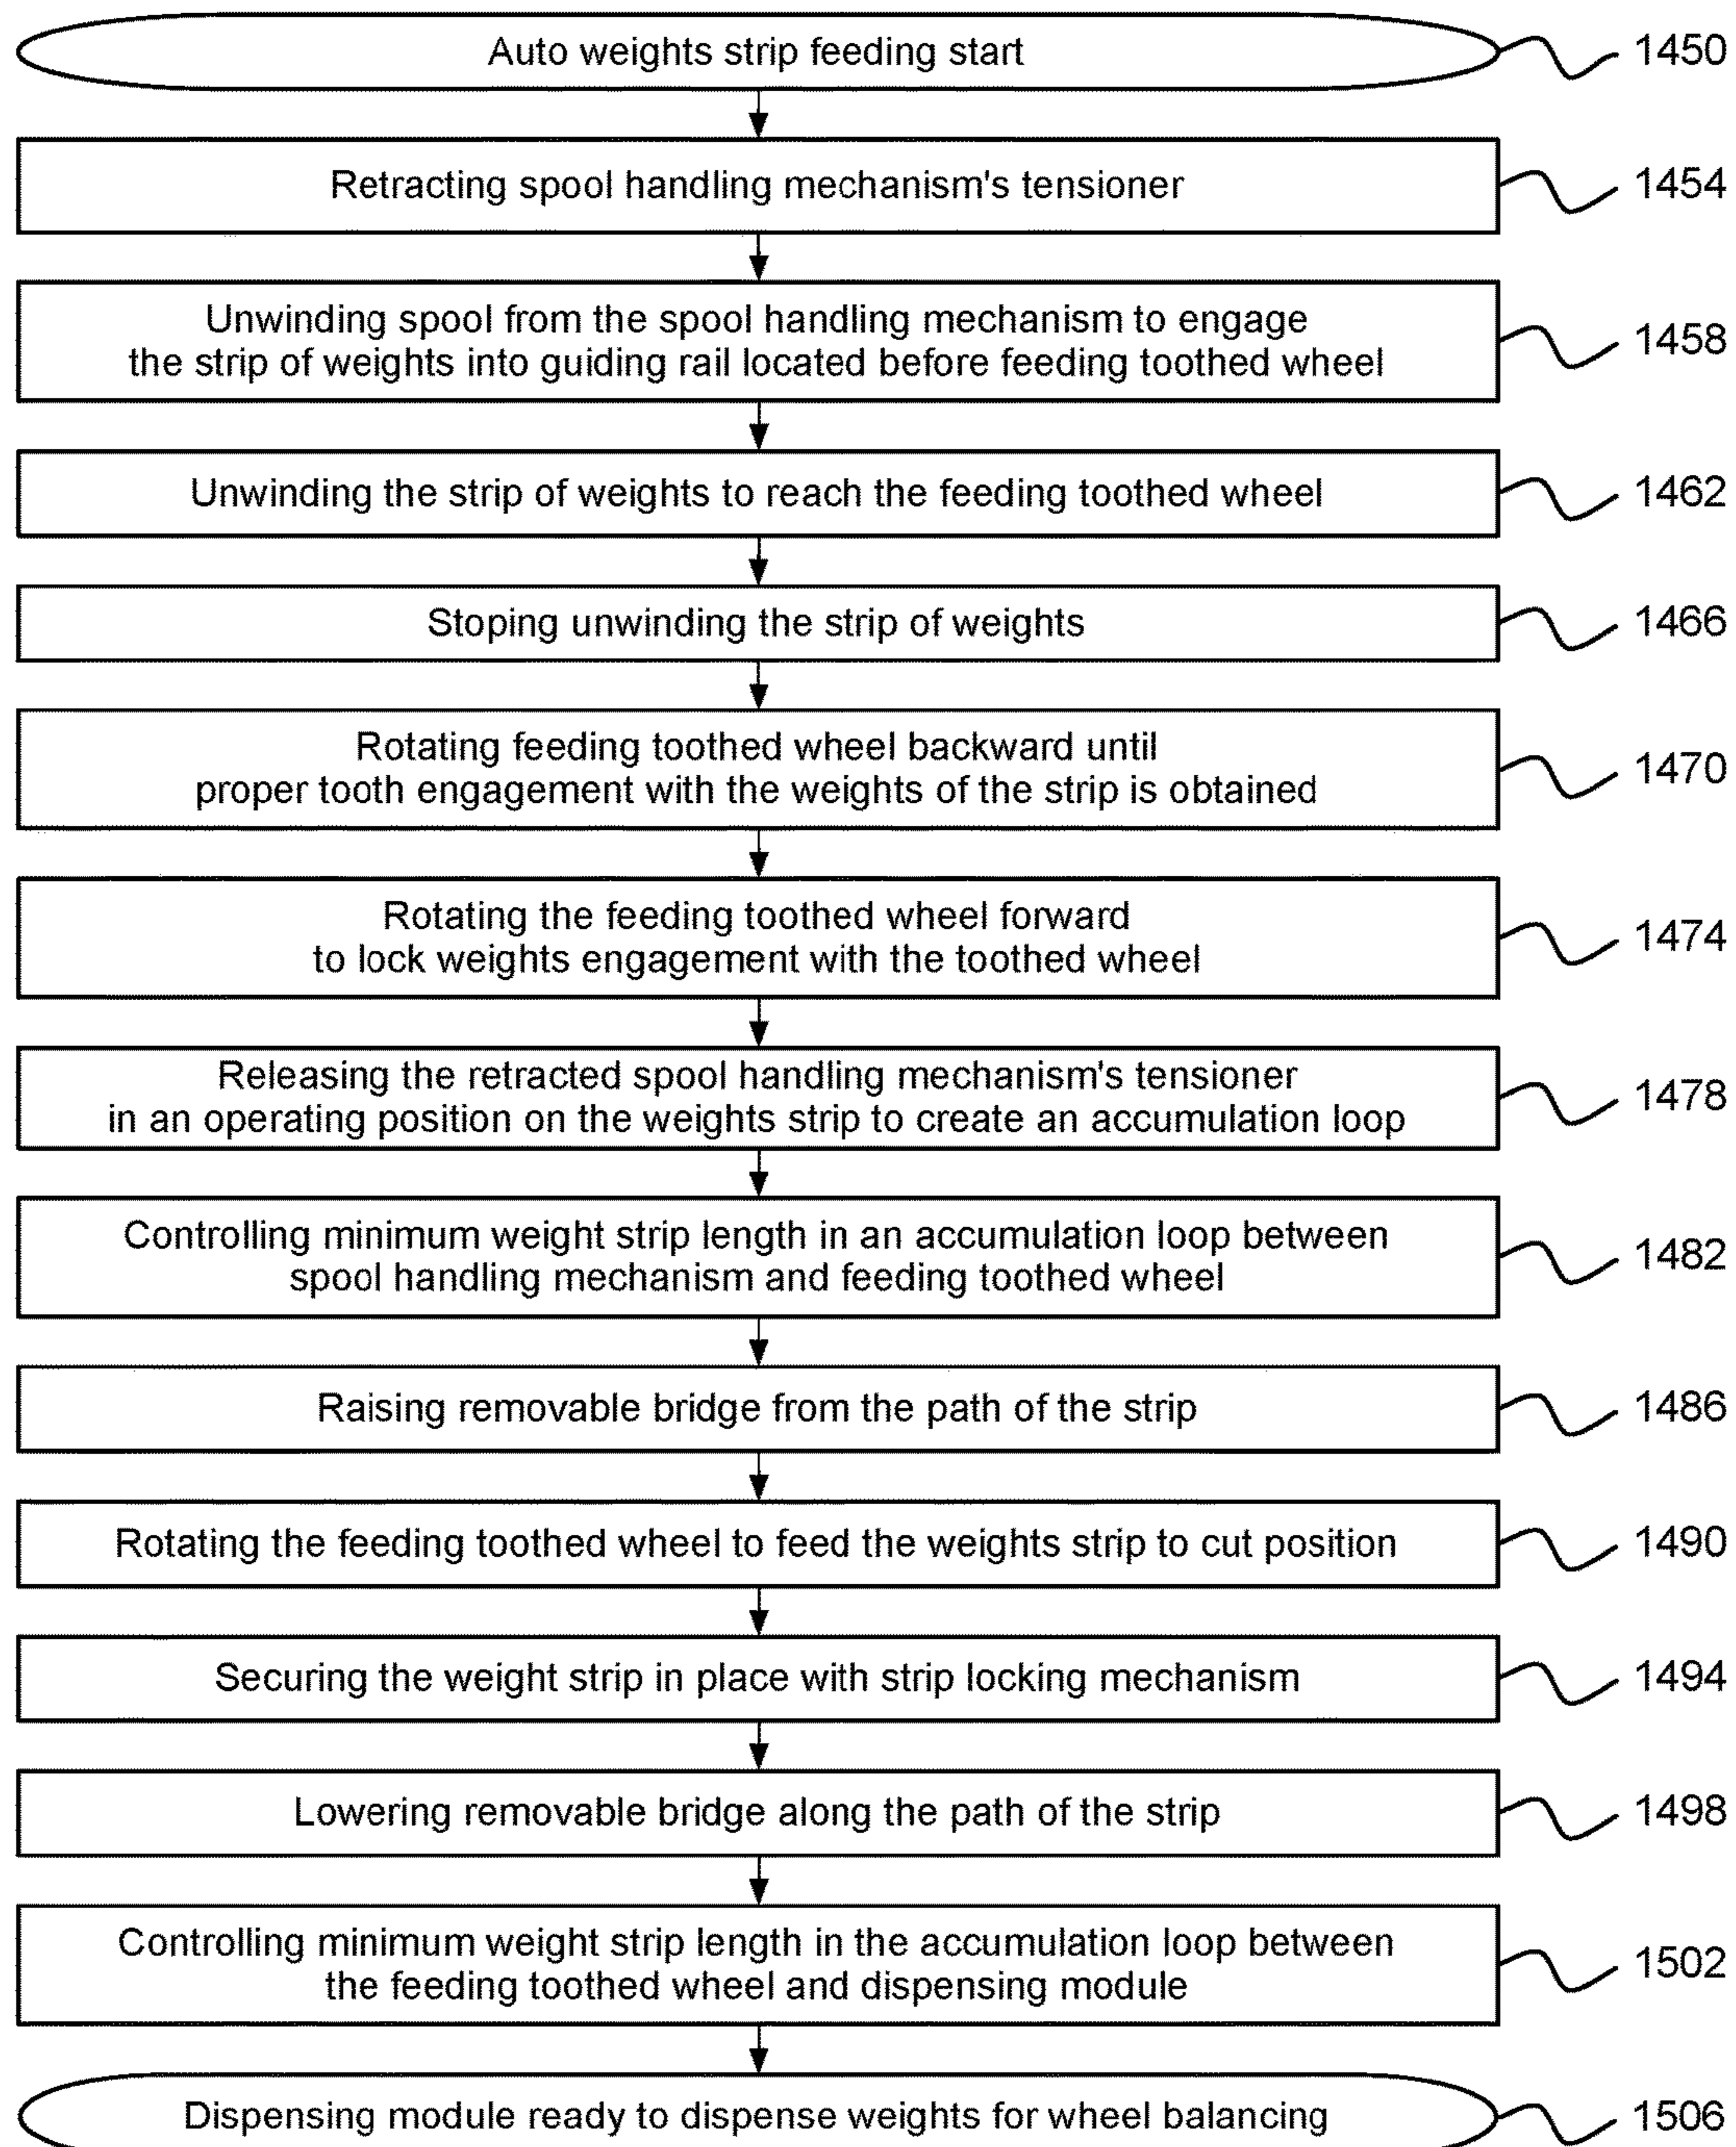 Auto weights strip feeding start
1450
Retracting spool handling mechanism's tensioner
1454
Unwinding spool from the spool handling mechanism to engage
the strip of weights into guiding rail located before feeding toothed wheel
1458
Unwinding the strip of weights to reach the feeding toothed wheel
1462
Stoping unwinding the strip of weights
1466
Rotating feeding toothed wheel backward until
proper tooth engagement with the weights of the strip is obtained
1470
Rotating the feeding toothed wheel forward
to lock weights engagement with the toothed wheel
1474
Releasing the retracted spool handling mechanism's tensioner
in an operating position on the weights strip to create an accumulation loop
1478
Controlling minimum weight strip length in an accumulation loop between
spool handling mechanism and feeding toothed wheel
1482
Raising removable bridge from the path of the strip
1486
Rotating the feeding toothed wheel to feed the weights strip to cut position
1490
Securing the weight strip in place with strip locking mechanism
1494
Lowering removable bridge along the path of the strip
1498
Controlling minimum weight strip length in the accumulation loop between
the feeding toothed wheel and dispensing module
1502
Dispensing module ready to dispense weights for wheel balancing
1506